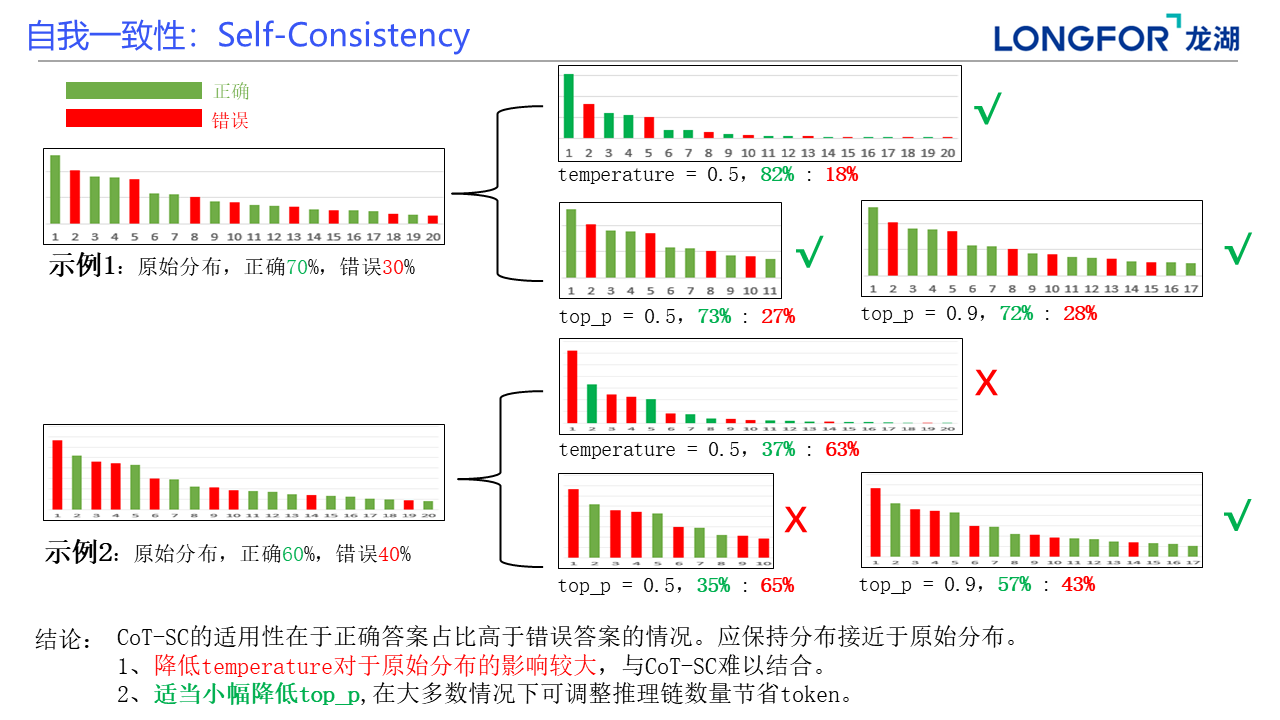 自我一致性：Self-Consistency
LONGFOR 龙湖
正确
错误
1 2 3 4 5 6 7 8 9 10 11 12 13 14 15 16 17 18 19 20
示例1：原始分布，正确70%，错误30%
1 2 3 4 5 6 7 8 9 10 11 12 13 14 15 16 17 18 19 20
√
temperature = 0.5，82% : 18%
1 2 3 4 5 6 7 8 9 10 11
√
top_p = 0.5，73% : 27%
1 2 3 4 5 6 7 8 9 10 11 12 13 14 15 16 17
√
top_p = 0.9，72% : 28%
1 2 3 4 5 6 7 8 9 10 11 12 13 14 15 16 17 18 19 20
示例2：原始分布，正确60%，错误40%
1 2 3 4 5 6 7 8 9 10 11 12 13 14 15 16 17 18 19 20
X
temperature = 0.5，37% : 63%
1 2 3 4 5 6 7 8 9 10
X
top_p = 0.5，35% : 65%
1 2 3 4 5 6 7 8 9 10 11 12 13 14 15 16 17
√
top_p = 0.9，57% : 43%
结论： CoT-SC的适用性在于正确答案占比高于错误答案的情况。应保持分布接近于原始分布。
1、降低temperature对于原始分布的影响较大，与CoT-SC难以结合。
2、适当小幅降低top_p,在大多数情况下可调整推理链数量节省token。